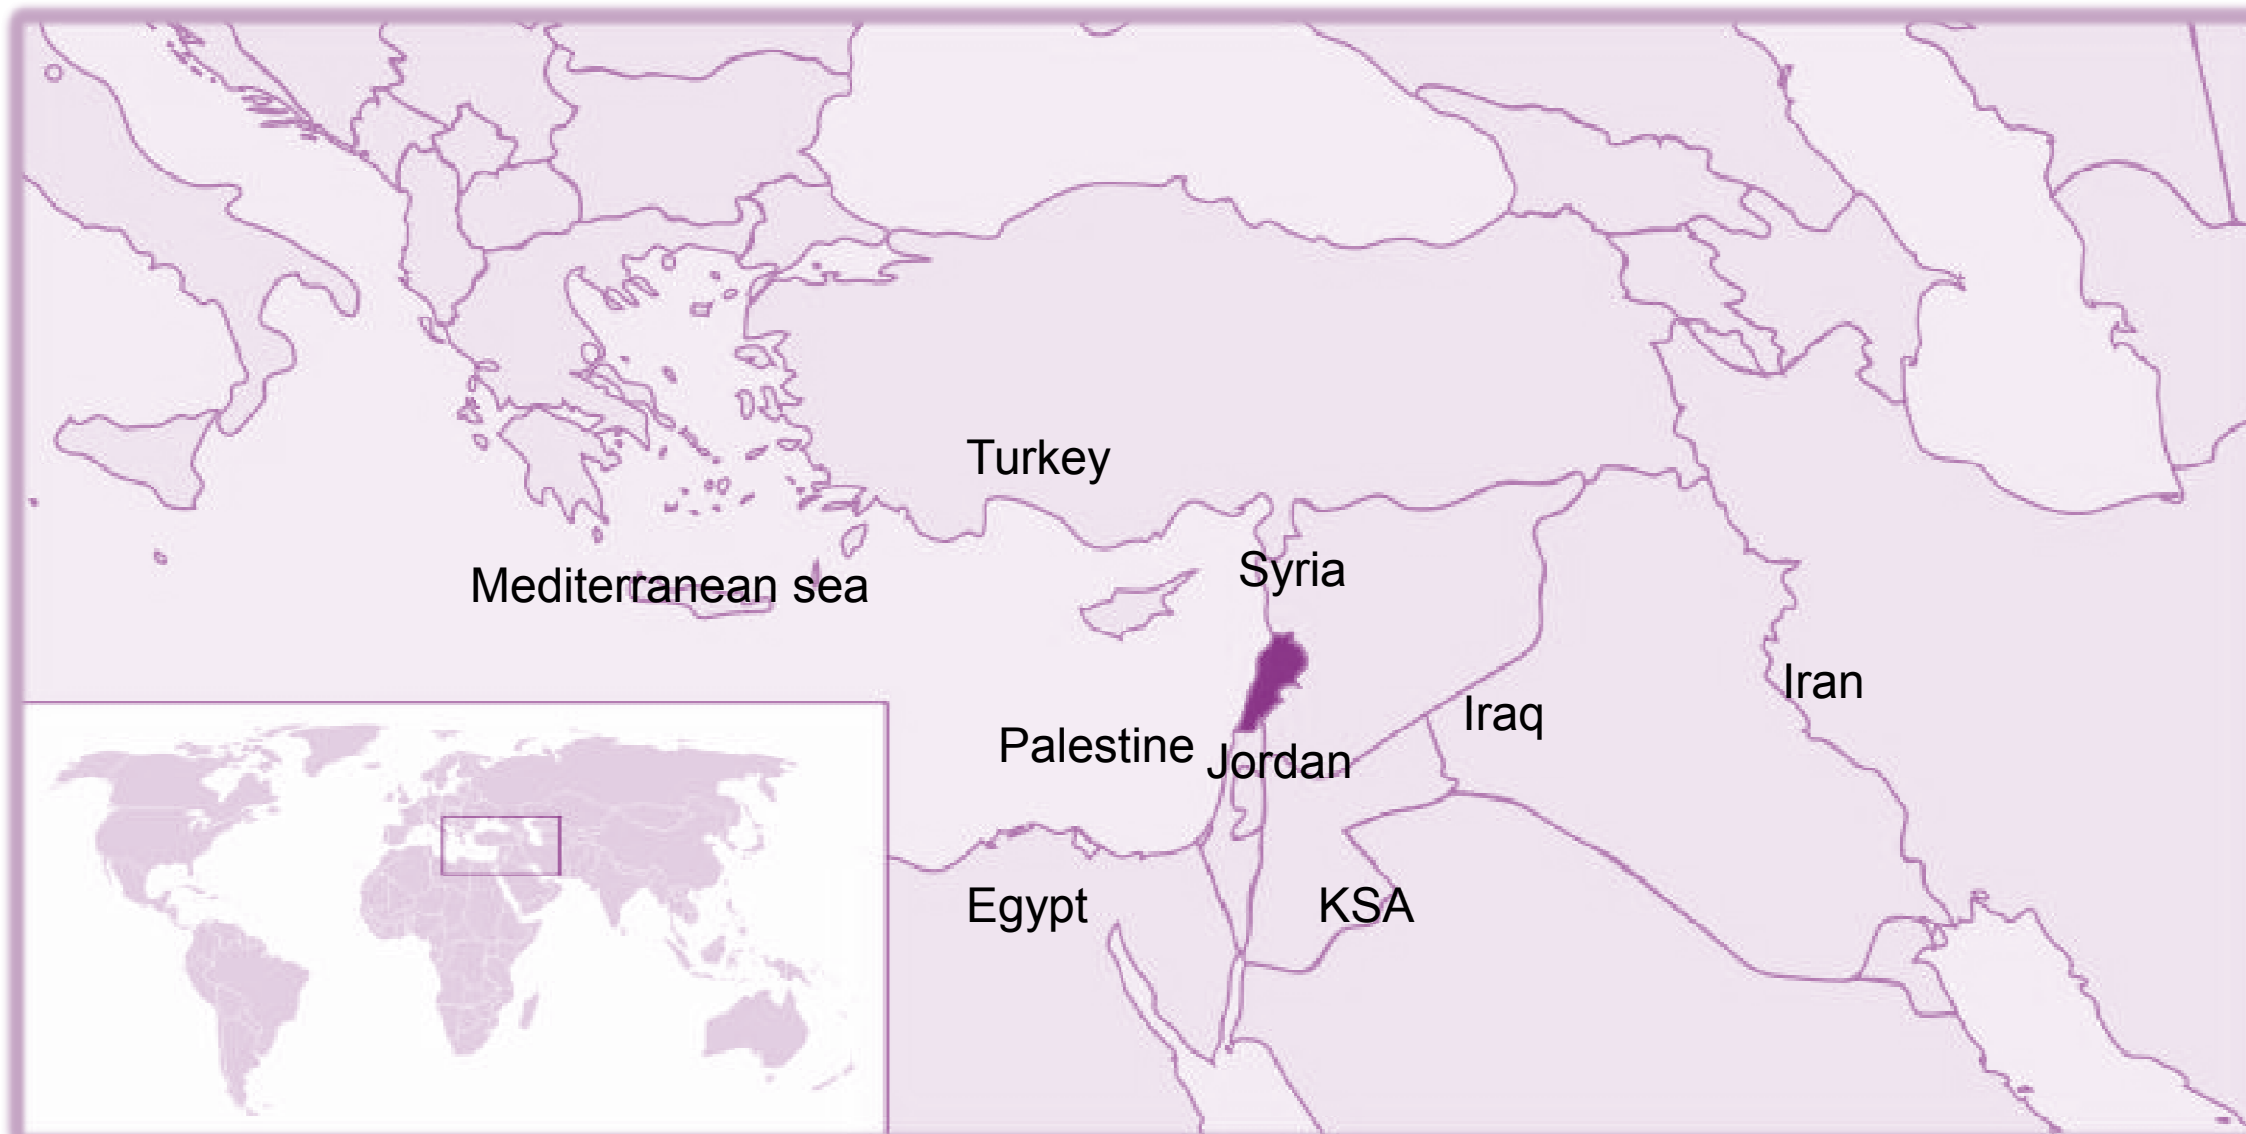 Turkey
Syria
Mediterranean sea
Iran
Iraq
Palestine
Jordan
Egypt
KSA